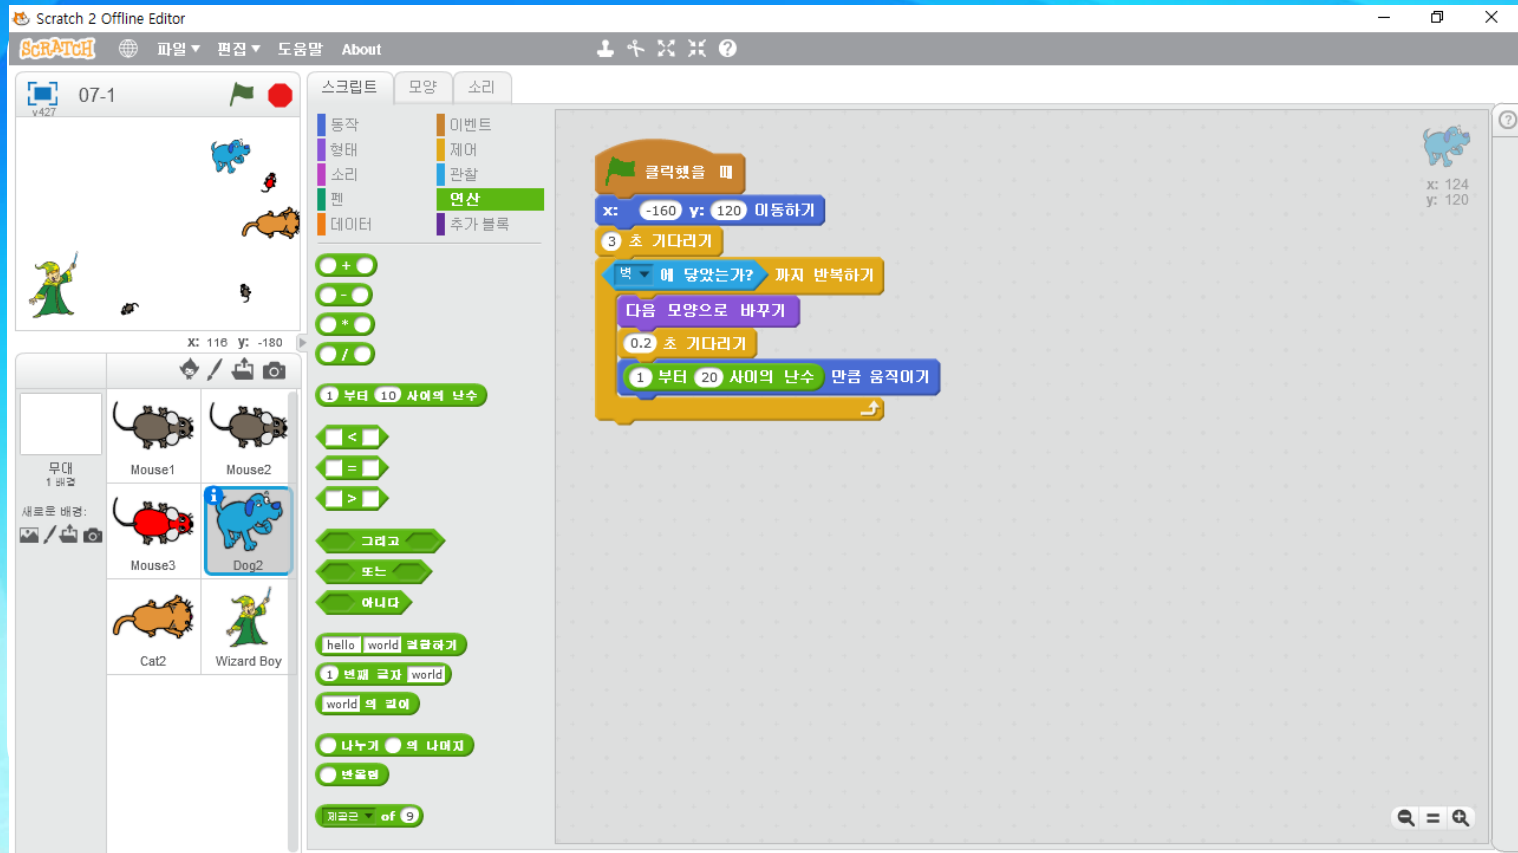 Scratch 2 Offline Editor
SCRATCH 파일 편집 도움말 About
07-1
v427
x: 116 y: -180
무대
1 배경
새로운 배경:
Mouse1
Mouse2
Mouse3
Dog2
Cat2
Wizard Boy
스크립트 모양 소리
동작 이벤트
형태 제어
소리 관찰
펜 연산
데이터 추가 블록
+
-
*
/
1 부터 10 사이의 난수
<
=
>
그리고
또는
아니다
hello world 결합하기
1 번째 글자 world
world 의 길이
나누기 의 나머지
반올림
제곱근 of 9
클릭했을 때
x: -160 y: 120 이동하기
3 초 기다리기
벽 에 닿았는가? 까지 반복하기
다음 모양으로 바꾸기
0.2 초 기다리기
1 부터 20 사이의 난수 만큼 움직이기
x: 124
y: 120